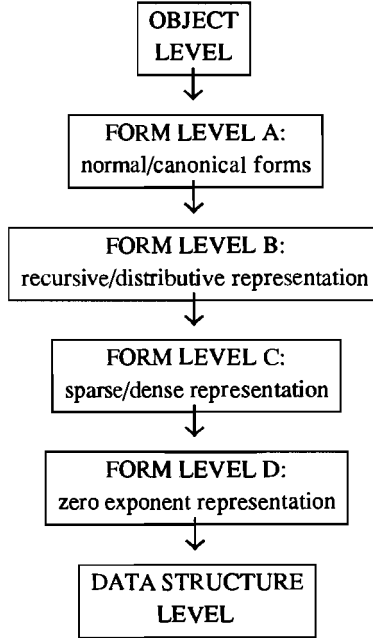 OBJECT
LEVEL
FORM LEVEL A:
normal/canonical forms
FORM LEVEL B:
recursive/distributive representation
FORM LEVEL C:
sparse/dense representation
FORM LEVEL D:
zero exponent representation
DATA STRUCTURE
LEVEL